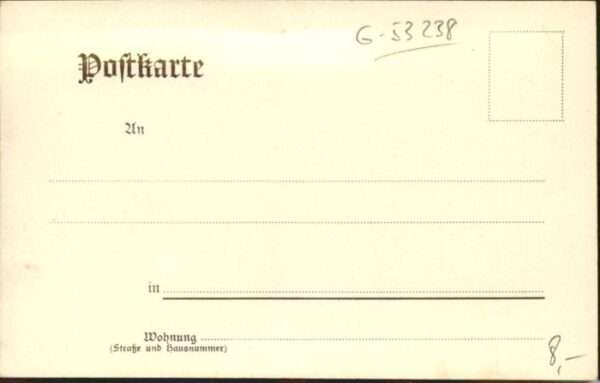 G-53238
Postkarte
An
in
Wohnung
(Straße und Hausnummer)
8,-